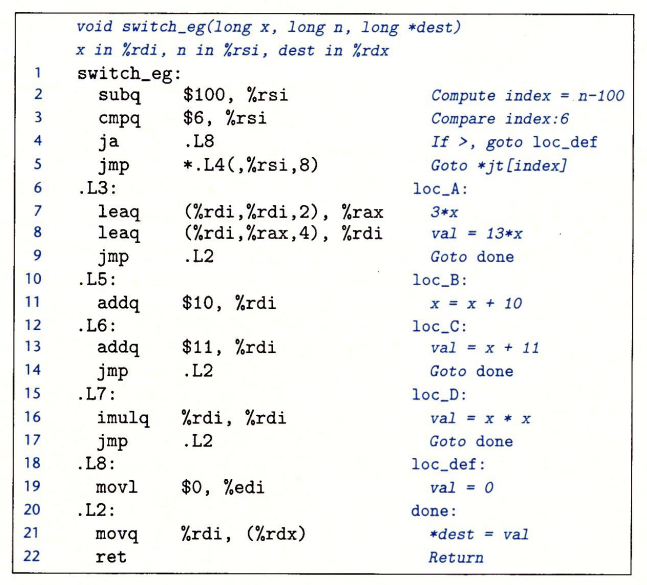 void switch_eg(long x, long n, long *dest)
x in %rdi, n in %rsi, dest in %rdx
1 switch_eg:
2 subq $100, %rsi Compute index = n-100
3 cmpq $6, %rsi Compare index:6
4 ja .L8 If >, goto loc_def
5 jmp *.L4(,%rsi,8) Goto *jt[index]
6 .L3: loc_A:
7 leaq (%rdi,%rdi,2), %rax 3*x
8 leaq (%rdi,%rax,4), %rdi val = 13*x
9 jmp .L2 Goto done
10 .L5: loc_B:
11 addq $10, %rdi x = x + 10
12 .L6: loc_C:
13 addq $11, %rdi val = x + 11
14 jmp .L2 Goto done
15 .L7: loc_D:
16 imulq %rdi, %rdi val = x * x
17 jmp .L2 Goto done
18 .L8: loc_def:
19 movl $0, %edi val = 0
20 .L2: done:
21 movq %rdi, (%rdx) *dest = val
22 ret Return